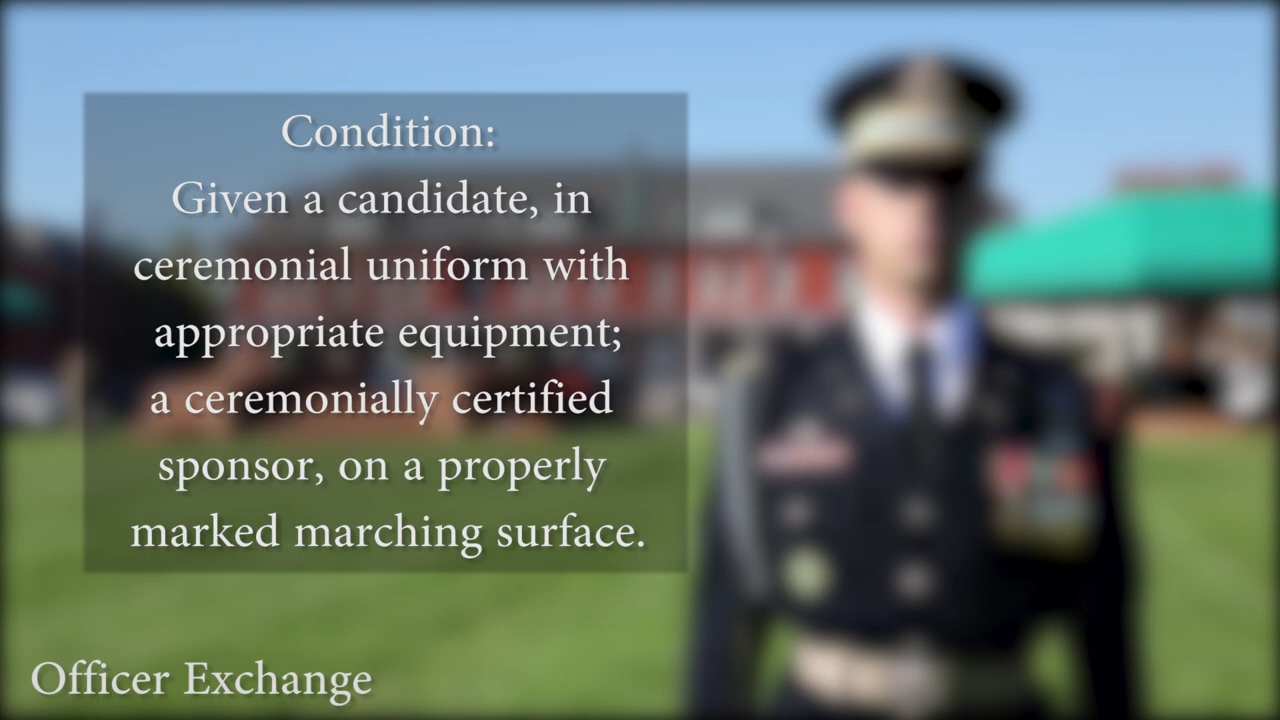 Condition:
Given a candidate, in
ceremonial uniform with
appropriate equipment;
a ceremonially certified
sponsor, on a properly
marked marching surface.
Officer Exchange